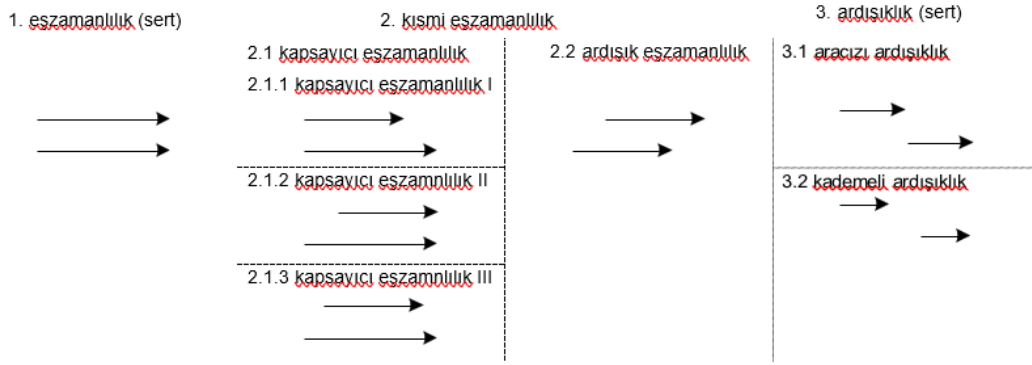 1. eşzamanlılık (sert)
2. kısmi eşzamanlılık
3. ardışıklık (sert)
2.1 kapsayıcı eşzamanlılık
2.1.1 kapsayıcı eşzamanlılık I
2.1.2 kapsayıcı eşzamnlılık II
2.1.3 kapsayıcı eşzamnlılık III
2.2 ardışık eşzamanlılık
3.1 aracızı ardışıklık
3.2 kademeli ardışıklık